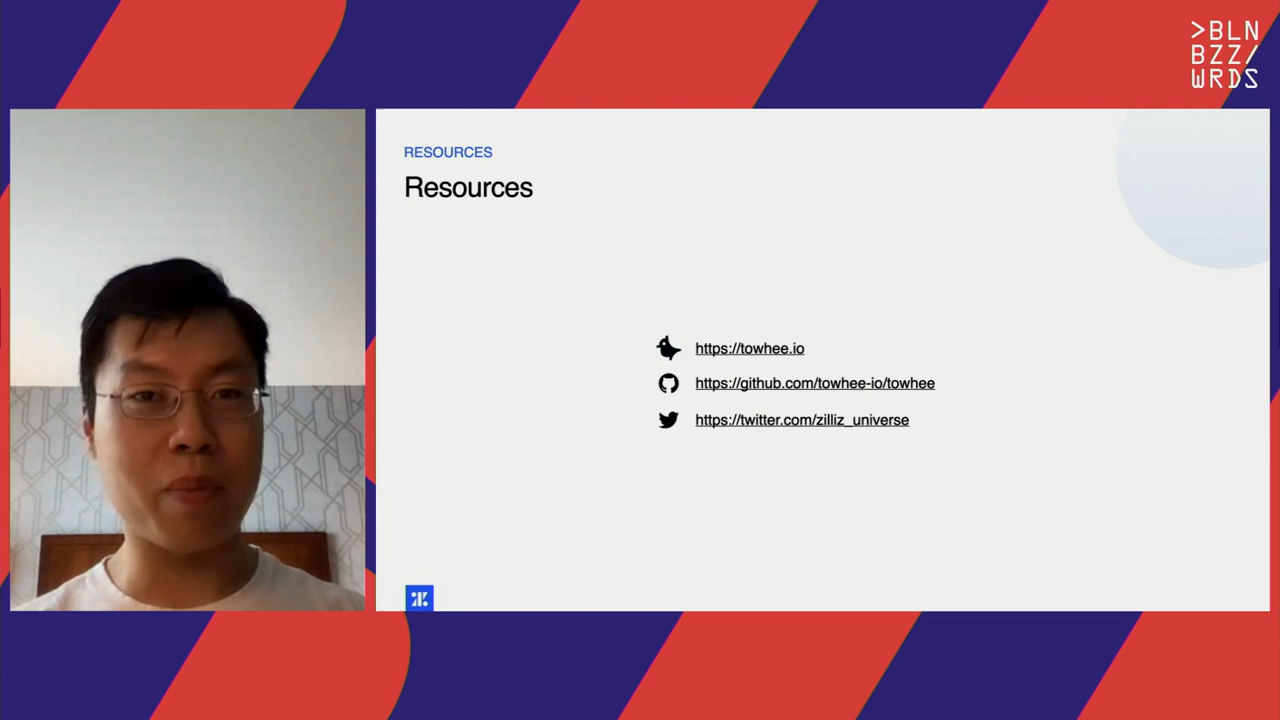 >BLN
BZZ/
WRDS
RESOURCES
Resources
https://towhee.io
https://github.com/towhee-io/towhee
https://twitter.com/zilliz_universe